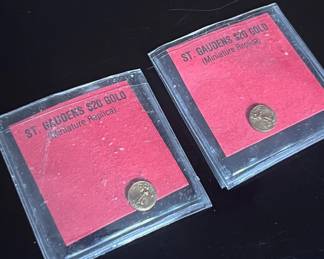 ST. GAUDENS $20 GOLD
(Miniature Replica)
ST. GAUDENS $20 GOLD
(Miniature Replica)